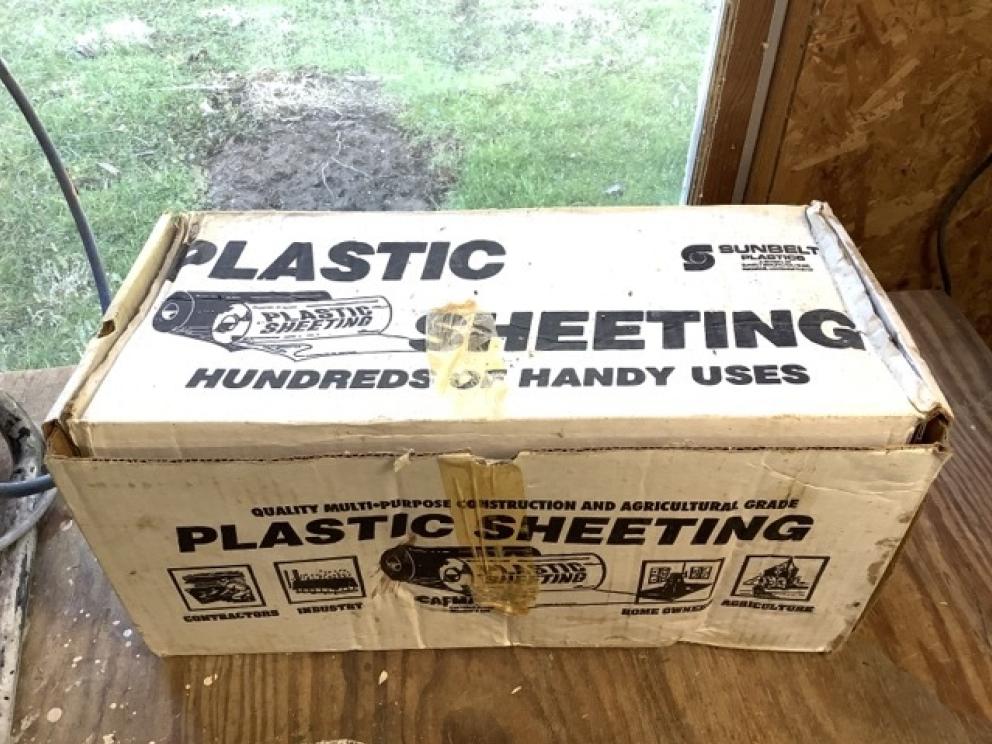 PLASTIC
SUNBELT
PLASTICS
PLASTIC
SHEETING
SHEETING
HUNDREDS OF HANDY USES
QUALITY MULTI-PURPOSE CONSTRUCTION AND AGRICULTURAL GRADE
PLASTIC SHEETING
PLASTIC
SHEETING
CONTRACTORS
INDUSTRY
HOME OWNERS
AGRICULTURE